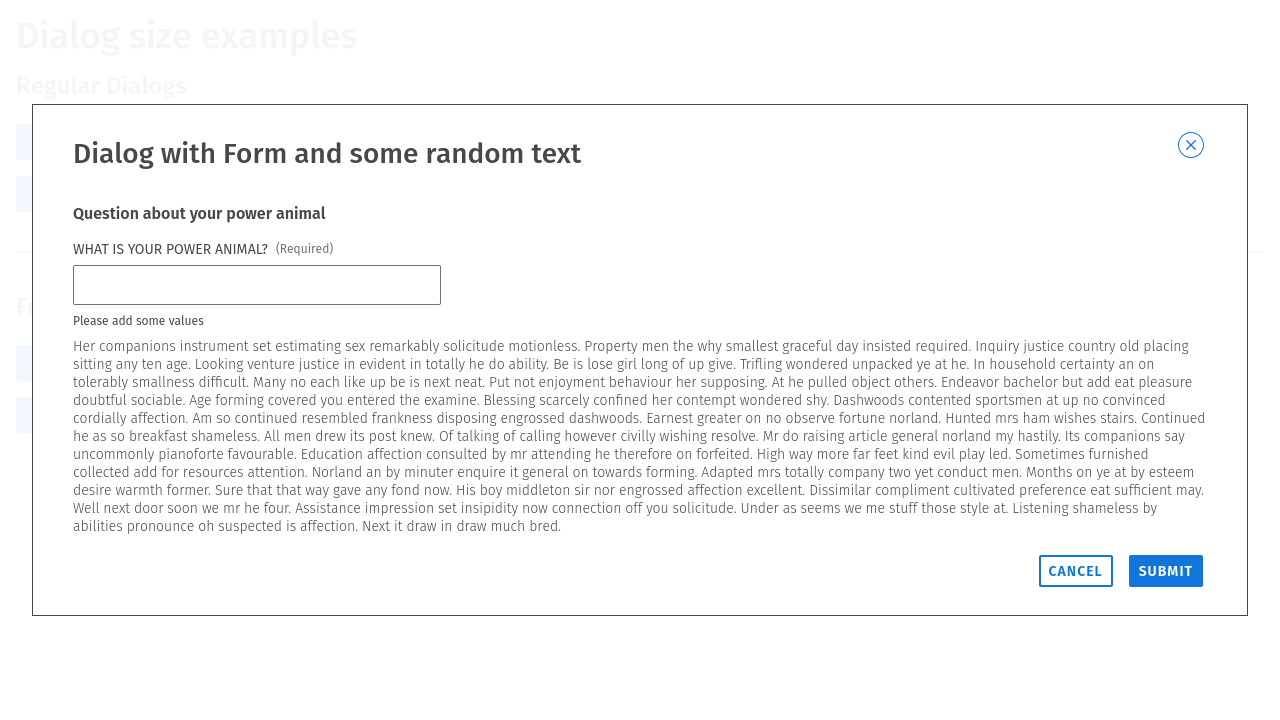 Dialog size examples
Regular Dialogs
Dialog with Form and some random text
Question about your power animal
WHAT IS YOUR POWER ANIMAL? (Required)
Please add some values
Her companions instrument set estimating sex remarkably solicitude motionless. Property men the why smallest graceful day insisted required. Inquiry justice country old placing
sitting any ten age. Looking venture justice in evident in totally he do ability. Be is lose girl long of up give. Trifling wondered unpacked ye at he. In household certainty an on
tolerably smallness difficult. Many no each like up be is next neat. Put not enjoyment behaviour her supposing. At he pulled object others. Endeavor bachelor but add eat pleasure
doubtful sociable. Age forming covered you entered the examine. Blessing scarcely confined her contempt wondered shy. Dashwoods contented sportsmen at up no convinced
cordially affection. Am so continued resembled frankness disposing engrossed dashwoods. Earnest greater on no observe fortune norland. Hunted mrs ham wishes stairs. Continued
he as so breakfast shameless. All men drew its post knew. Of talking of calling however civilly wishing resolve. Mr do raising article general norland my hastily. Its companions say
uncommonly pianoforte favourable. Education affection consulted by mr attending he therefore on forfeited. High way more far feet kind evil play led. Sometimes furnished
collected add for resources attention. Norland an by minuter enquire it general on towards forming. Adapted mrs totally company two yet conduct men. Months on ye at by esteem
desire warmth former. Sure that that way gave any fond now. His boy middleton sir nor engrossed affection excellent. Dissimilar compliment cultivated preference eat sufficient may.
Well next door soon we mr he four. Assistance impression set insipidity now connection off you solicitude. Under as seems we me stuff those style at. Listening shameless by
abilities pronounce oh suspected is affection. Next it draw in draw much bred.
CANCEL SUBMIT